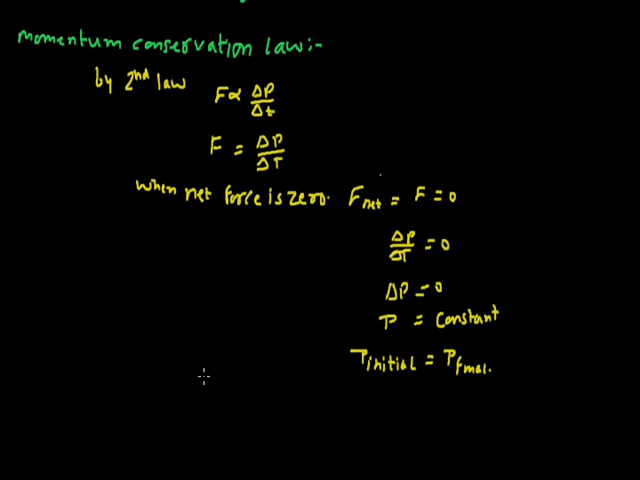 momentum conservation law:-
by 2nd law F∝ ΔP/Δt
F = ΔP/ΔT
when net force is zero. Fnet = F = 0
ΔP/ΔT = 0
ΔP = 0
P = constant
Pinitial = Pfinal.